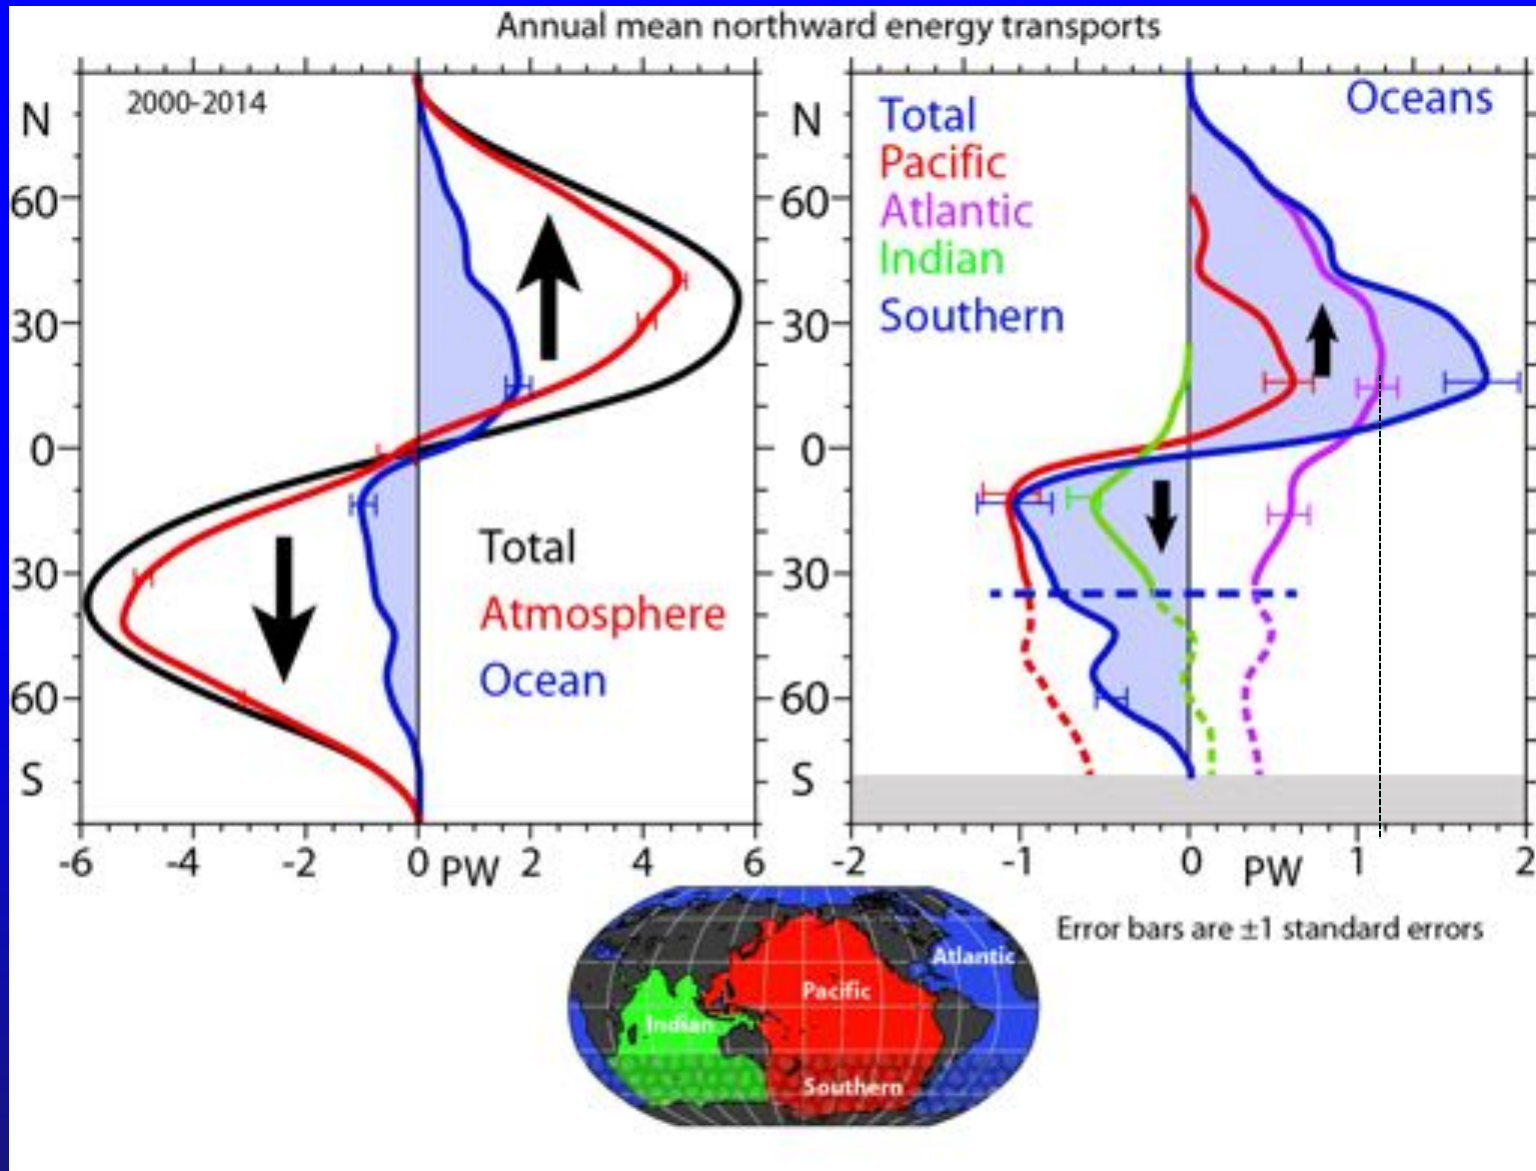 Annual mean northward energy transports
2000-2014
N
60
30
0
30
60
S
-6
-4
-2
0
PW
2
4
6
Total
Atmosphere
Ocean
Total
Pacific
Atlantic
Indian
Southern
Oceans
N
60
30
0
30
60
S
-2
-1
0
PW
1
2
Error bars are ±1 standard errors
Atlantic
Pacific
Indian
Southern